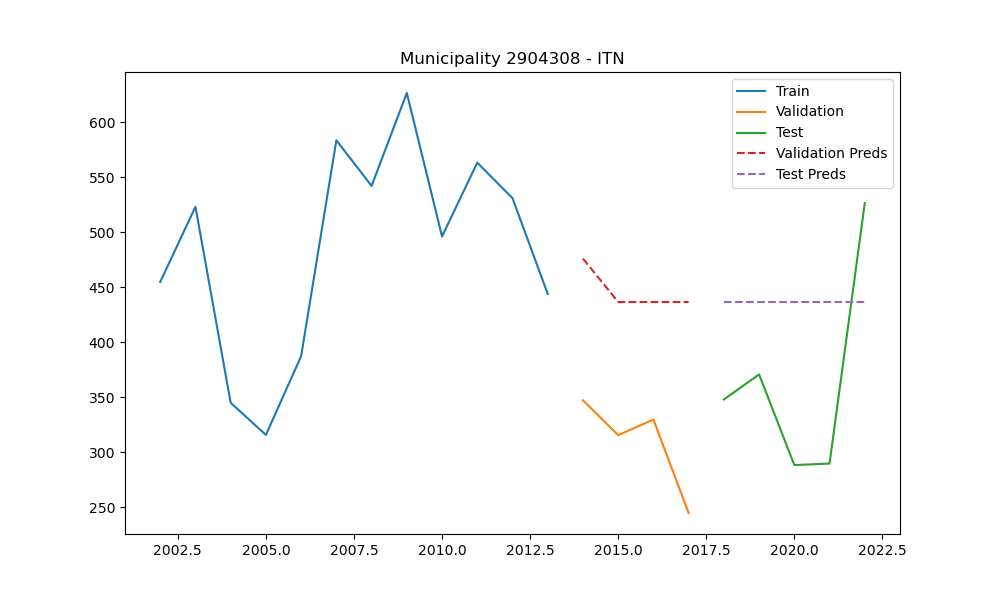 Municipality 2904308 - ITN
Train
Validation
Test
Validation Preds
Test Preds
600
550
500
450
400
350
300
250
2002.5 2005.0 2007.5 2010.0 2012.5 2015.0 2017.5 2020.0 2022.5